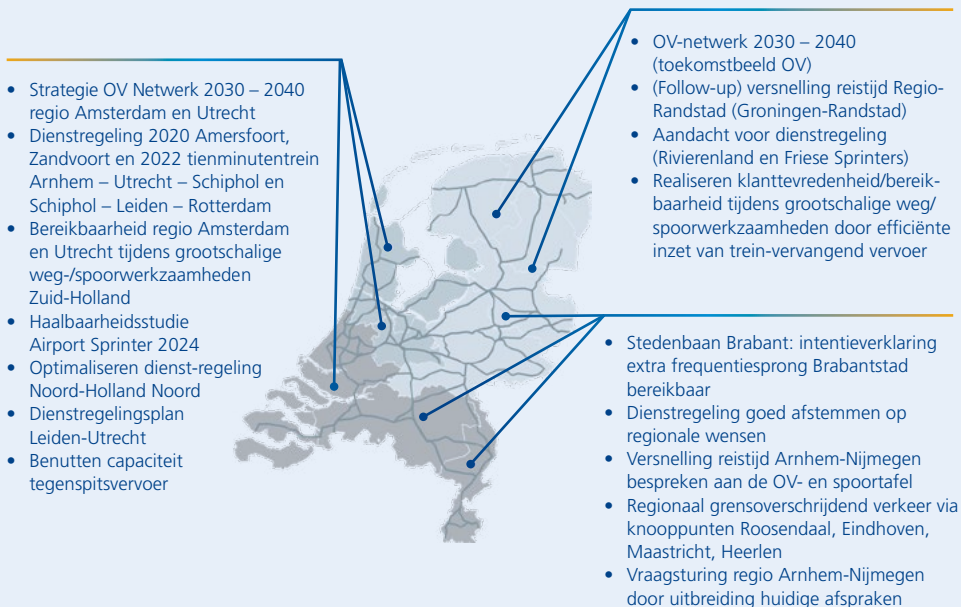 • Strategie OV Netwerk 2030 – 2040
regio Amsterdam en Utrecht
• Dienstregeling 2020 Amersfoort,
Zandvoort en 2022 tienminutentrein
Arnhem – Utrecht – Schiphol en
Schiphol – Leiden – Rotterdam
• Bereikbaarheid regio Amsterdam
en Utrecht tijdens grootschalige
weg-/spoorwerkzaamheden
Zuid-Holland
• Haalbaarheidsstudie
Airport Sprinter 2024
• Optimaliseren dienst-regeling
Noord-Holland Noord
• Dienstregelingsplan
Leiden-Utrecht
• Benutten capaciteit
tegenspitsvervoer
• OV-netwerk 2030 – 2040
(toekomstbeeld OV)
• (Follow-up) versnelling reistijd Regio-
Randstad (Groningen-Randstad)
• Aandacht voor dienstregeling
(Rivierenland en Friese Sprinters)
• Realiseren klanttevredenheid/bereik-
baarheid tijdens grootschalige weg/
spoorwerkzaamheden door efficiënte
inzet van trein-vervangend vervoer
• Stedenbaan Brabant: intentieverklaring
extra frequentiesprong Brabantstad
bereikbaar
• Dienstregeling goed afstemmen op
regionale wensen
• Versnelling reistijd Arnhem-Nijmegen
bespreken aan de OV- en spoortafel
• Regionaal grensoverschrijdend verkeer via
knooppunten Roosendaal, Eindhoven,
Maastricht, Heerlen
• Vraagsturing regio Arnhem-Nijmegen
door uitbreiding huidige afspraken